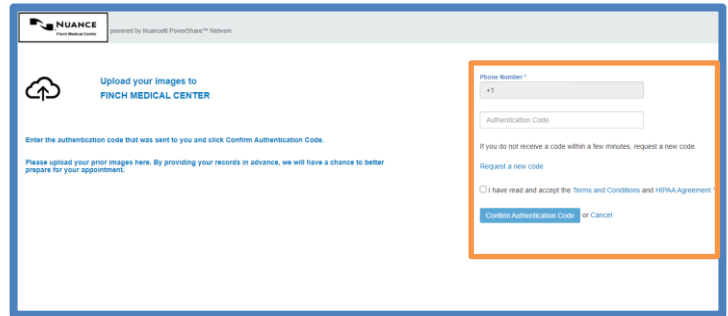 NUANCE
Finch Medical Center
powered by Nuance® PowerShare™ Network
Upload your images to
FINCH MEDICAL CENTER
Enter the authentication code that was sent to you and click Confirm Authentication Code.
Please upload your prior images here. By providing your records in advance, we will have a chance to better
prepare for your appointment.
Phone Number *
+1
Authentication Code
If you do not receive a code within a few minutes, request a new code.
Request a new code
I have read and accept the Terms and Conditions and HIPAA Agreement *
Confirm Authentication Code or Cancel